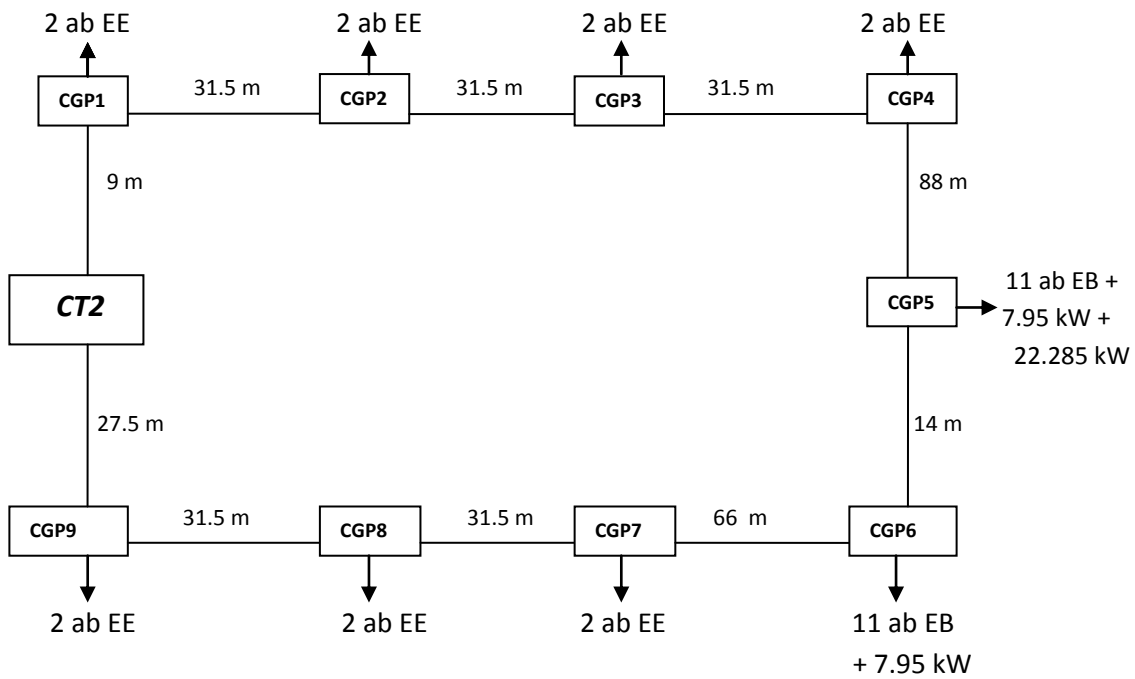 2 ab EE 2 ab EE 2 ab EE 2 ab EE
CGP1 31.5 m CGP2 31.5 m CGP3 31.5 m CGP4
9 m 88 m
CT2 CGP5 11 ab EB +
7.95 kW +
22.285 kW
27.5 m 14 m
CGP9 31.5 m CGP8 31.5 m CGP7 66 m CGP6
2 ab EE 2 ab EE 2 ab EE 11 ab EB
+ 7.95 kW